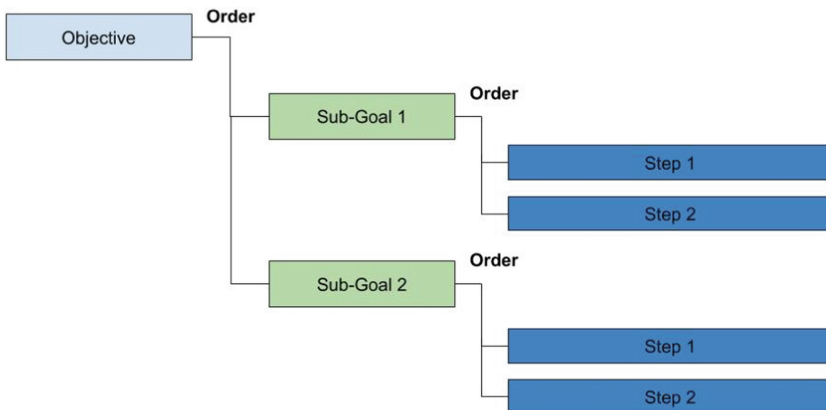 Order
Objective
Order
Sub-Goal 1
Step 1
Step 2
Order
Sub-Goal 2
Step 1
Step 2